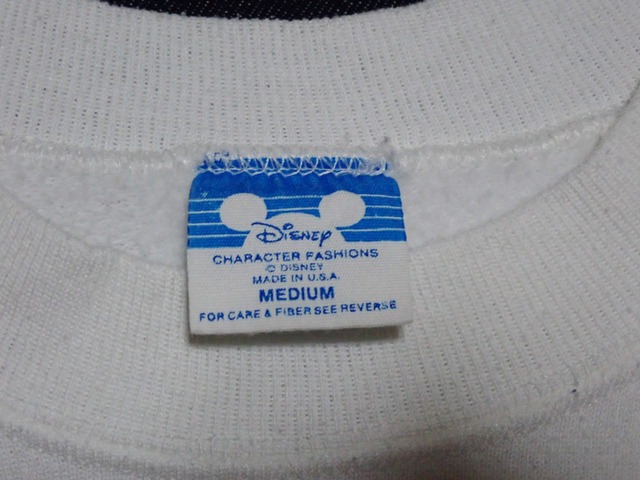 Disney
CHARACTER FASHIONS
© DISNEY
MADE IN U.S.A.
MEDIUM
FOR CARE & FIBER SEE REVERSE